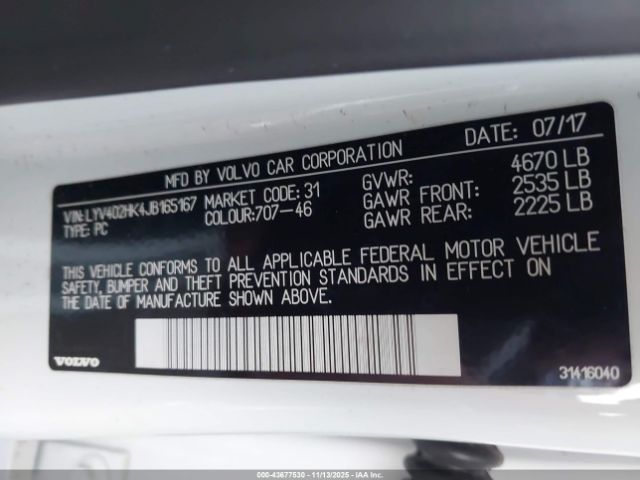 MFD BY VOLVO CAR CORPORATION DATE: 07/17
VIN:LYV402HK4JB165167 MARKET CODE: 31 GVWR: 4670 LB
TYPE: PC COLOUR:707-46 GAWR FRONT: 2535 LB
GAWR REAR: 2225 LB
THIS VEHICLE CONFORMS TO ALL APPLICABLE FEDERAL MOTOR VEHICLE
SAFETY, BUMPER AND THEFT PREVENTION STANDARDS IN EFFECT ON
THE DATE OF MANUFACTURE SHOWN ABOVE.
VOLVO 31416040
000-43677530 - 11/13/2025 - IAAI.COM